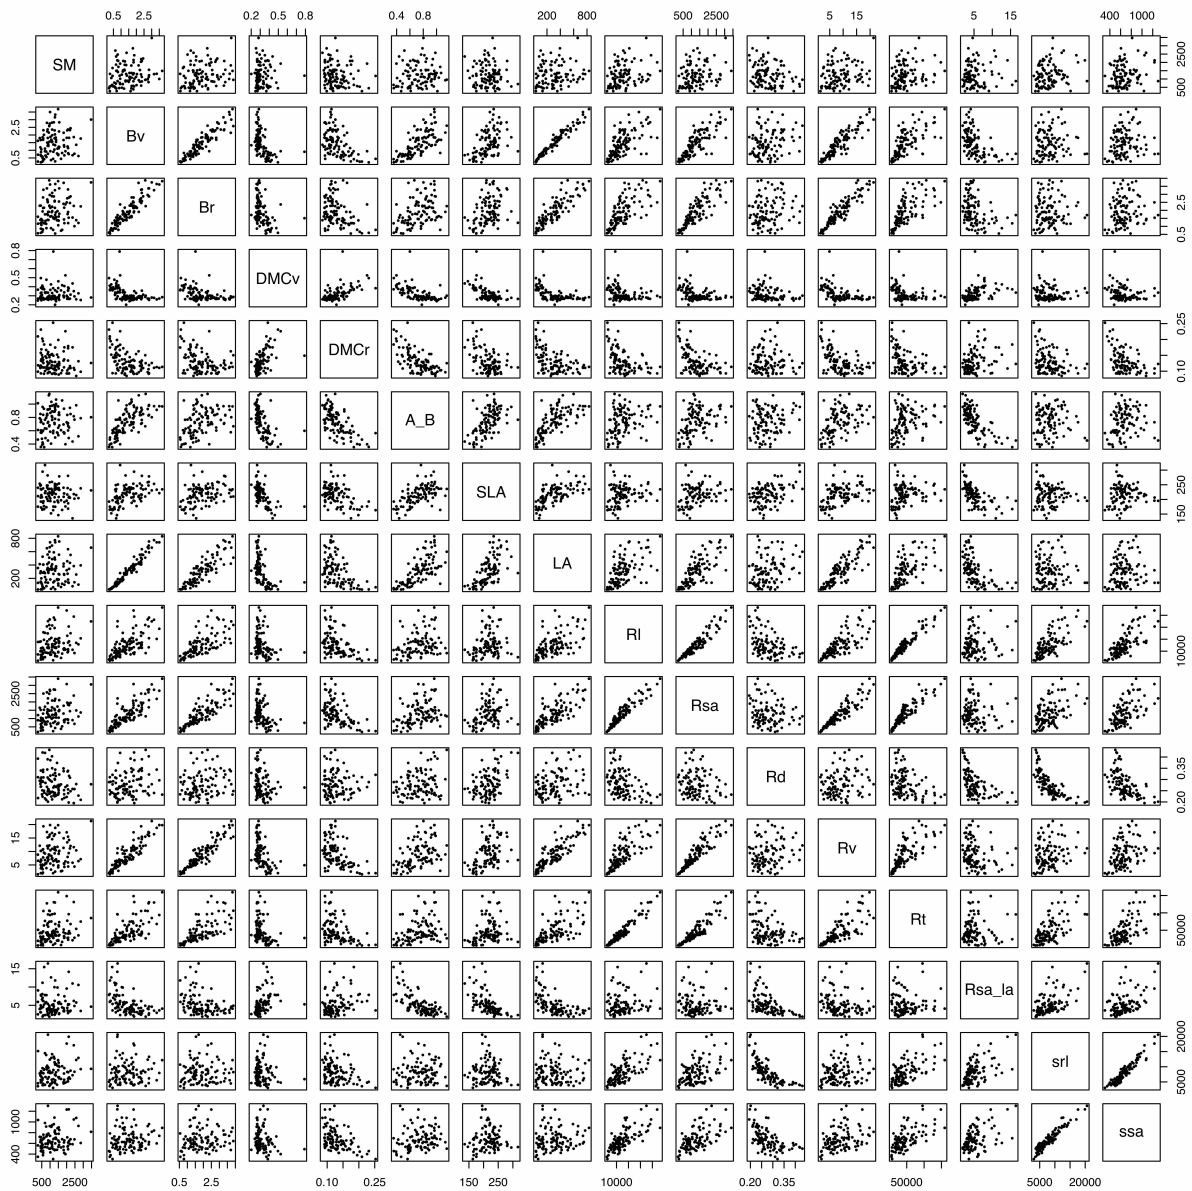 0.5 2.5 0.2 0.5 0.8 0.4 0.8 200 800 500 2500 5 15 5 15 400 1000
SM 500 2500
0.5 2.5 Bv
Br 0.5 2.5
0.2 0.5 0.8 DMCv
DMCr 0.10 0.25
0.4 0.8 A_B
SLA 150 250
200 800 LA
Rl 10000
500 2500 Rsa
Rd 0.20 0.35
5 15 Rv
Rt 50000
5 15 Rsa_la
srl 5000 20000
400 1000 ssa
500 2500 0.5 2.5 0.10 0.25 150 250 10000 0.20 0.35 50000 5000 20000